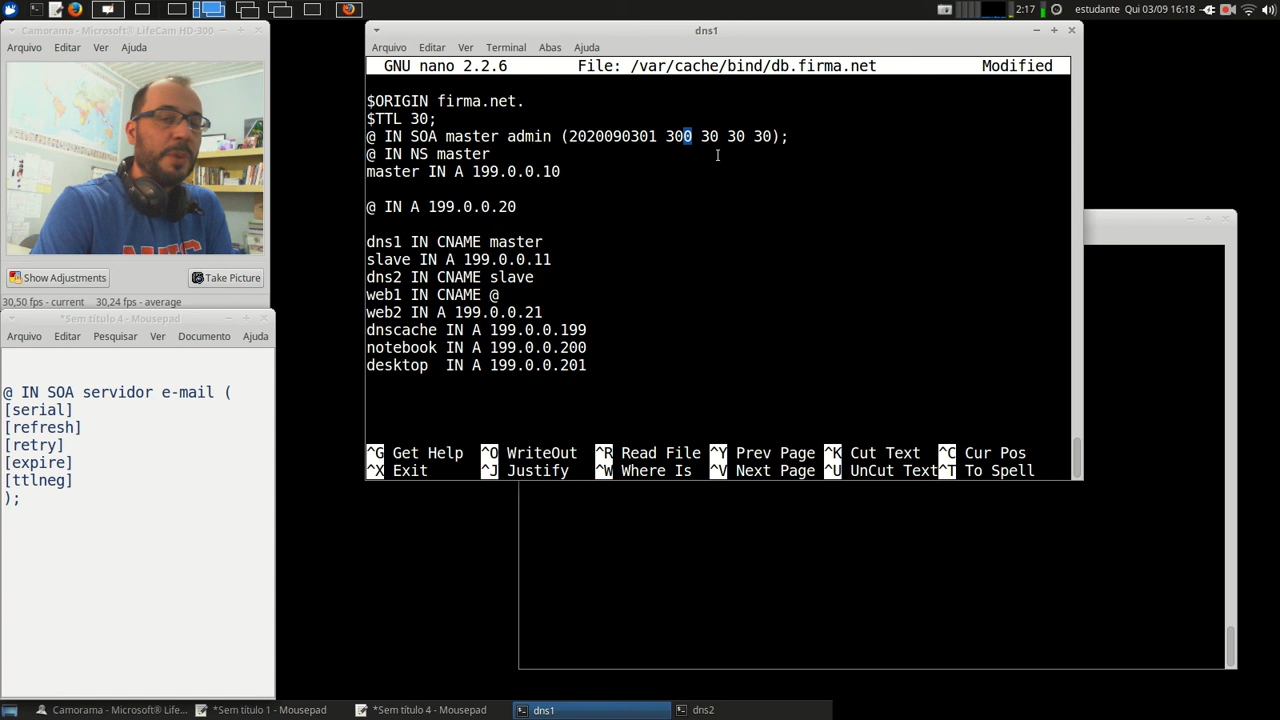 2:17 estudante Qui 03/09 16:18
Camorama - Microsoft® LifeCam HD-300
Arquivo Editar Ver Ajuda
Show Adjustments Take Picture
30,50 fps - current 30,24 fps - average
*Sem título 4 - Mousepad
Arquivo Editar Pesquisar Ver Documento Ajuda
@ IN SOA servidor e-mail (
[serial]
[refresh]
[retry]
[expire]
[ttlneg]
);
dns1
Arquivo Editar Ver Terminal Abas Ajuda
GNU nano 2.2.6 File: /var/cache/bind/db.firma.net Modified
$ORIGIN firma.net.
$TTL 30;
@ IN SOA master admin (2020090301 300 30 30 30);
@ IN NS master
master IN A 199.0.0.10
@ IN A 199.0.0.20
dns1 IN CNAME master
slave IN A 199.0.0.11
dns2 IN CNAME slave
web1 IN CNAME @
web2 IN A 199.0.0.21
dnscache IN A 199.0.0.199
notebook IN A 199.0.0.200
desktop  IN A 199.0.0.201
^G Get Help ^O WriteOut ^R Read File ^Y Prev Page ^K Cut Text ^C Cur Pos
^X Exit ^J Justify ^W Where Is ^V Next Page ^U UnCut Text ^T To Spell
Camorama - Microsoft® LifeC... *Sem título 1 - Mousepad *Sem título 4 - Mousepad dns1 dns2